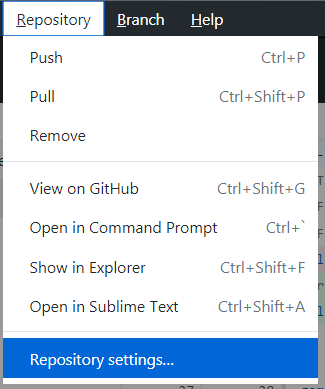 Repository Branch Help
Push Ctrl+P
Pull Ctrl+Shift+P
Remove
View on GitHub Ctrl+Shift+G
Open in Command Prompt Ctrl+`
Show in Explorer Ctrl+Shift+F
Open in Sublime Text Ctrl+Shift+A
Repository settings...